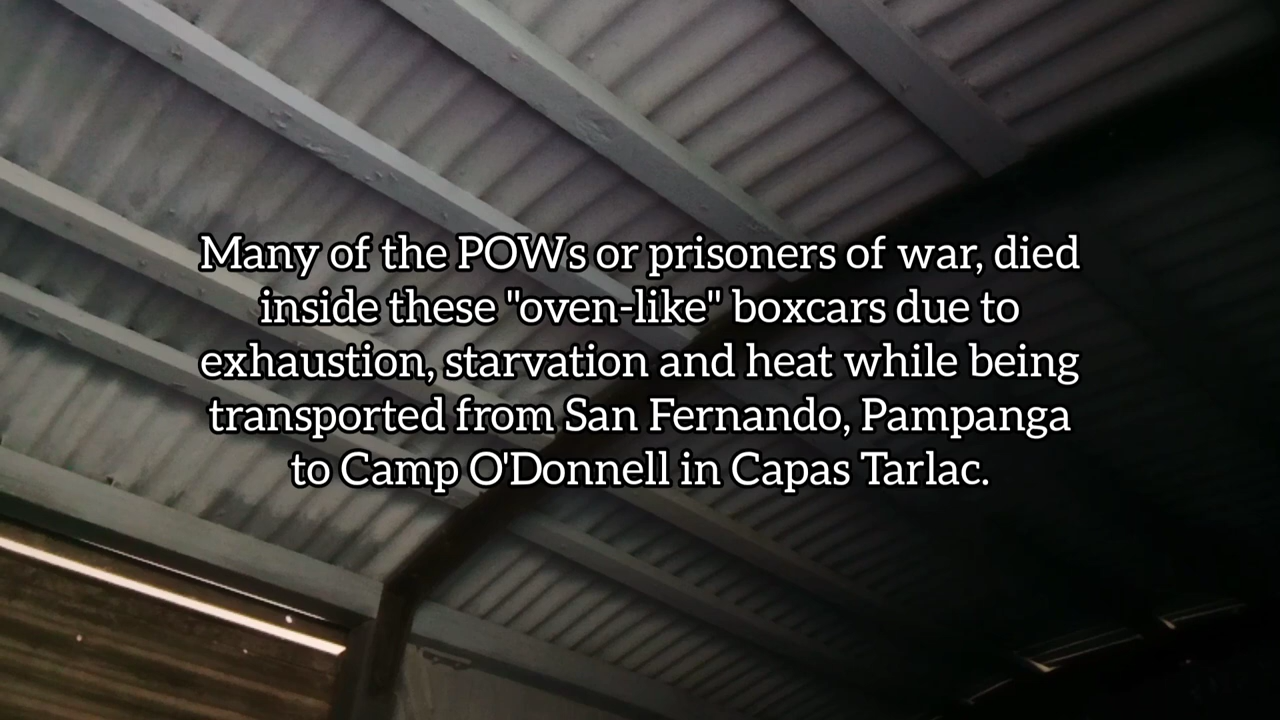 Many of the POWs or prisoners of war, died
inside these "oven-like" boxcars due to
exhaustion, starvation and heat while being
transported from San Fernando, Pampanga
to Camp O'Donnell in Capas Tarlac.